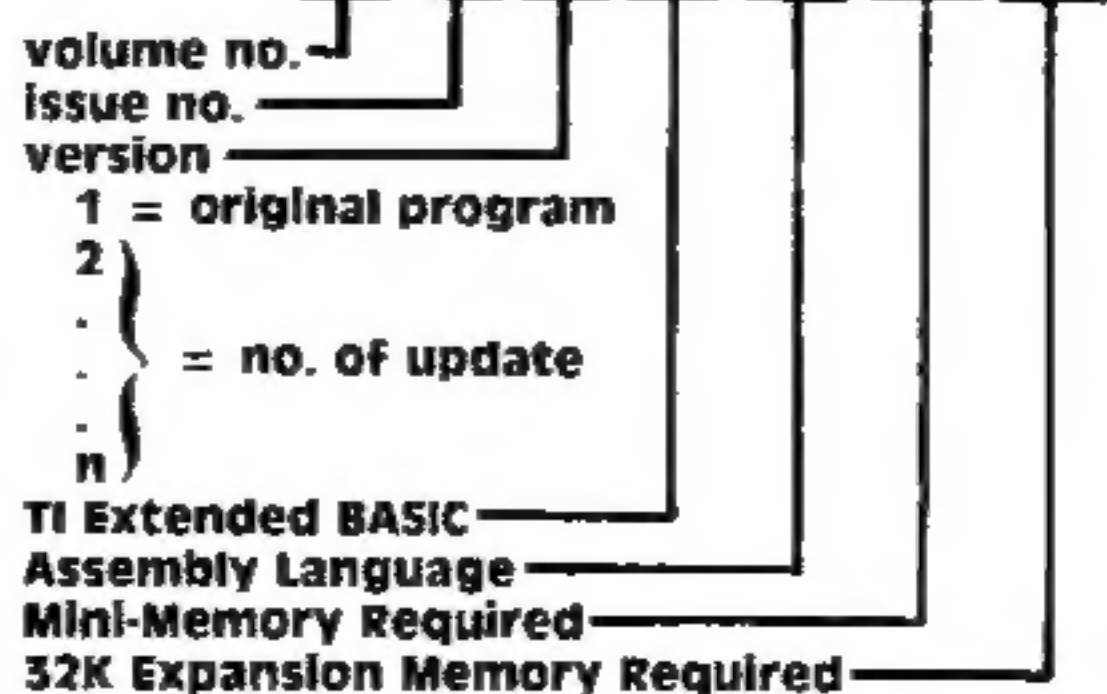 volume no.
issue no.
version
1 = original program
2
.
.
= no. of update
.
n
TI Extended BASIC
Assembly Language
Mini-Memory Required
32K Expansion Memory Required